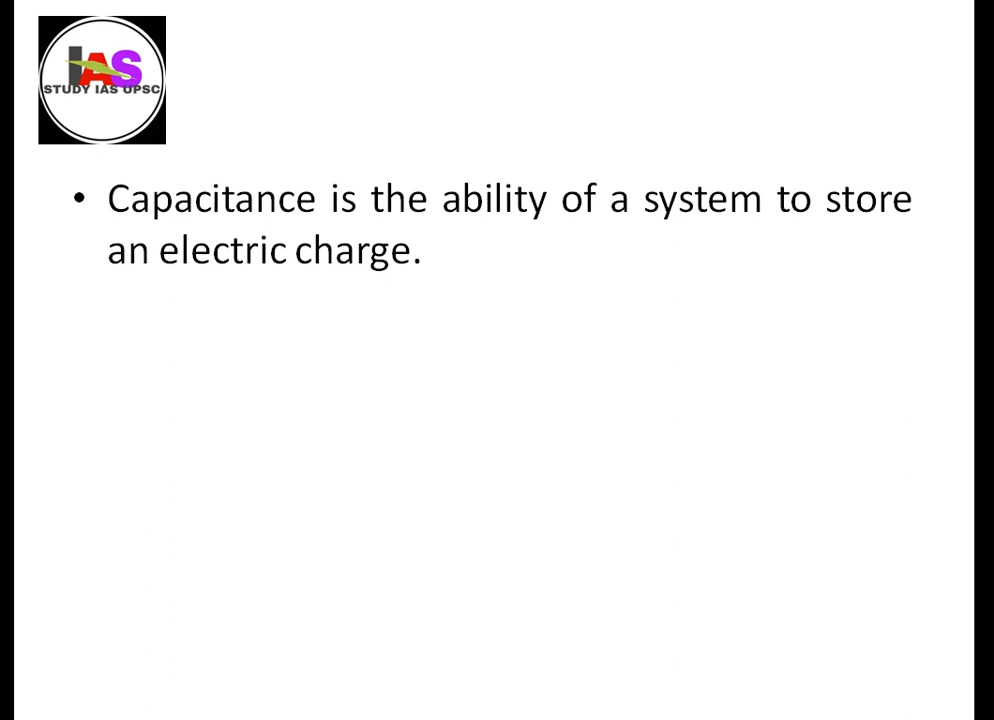 IAS
STUDY IAS UPSC
• Capacitance is the ability of a system to store
an electric charge.